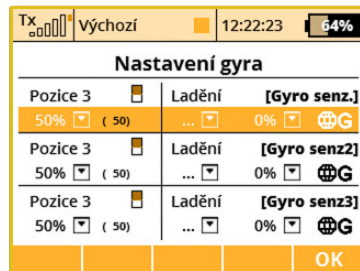 Tx Výchozí 12:22:23 64%
Nastavení gyra
Pozice 3 Ladění [Gyro senz.]
50% ( 50) ... 0% G
Pozice 3 Ladění [Gyro senz2]
50% ( 50) ... 0% G
Pozice 3 Ladění [Gyro senz3]
50% ( 50) ... 0% G
OK